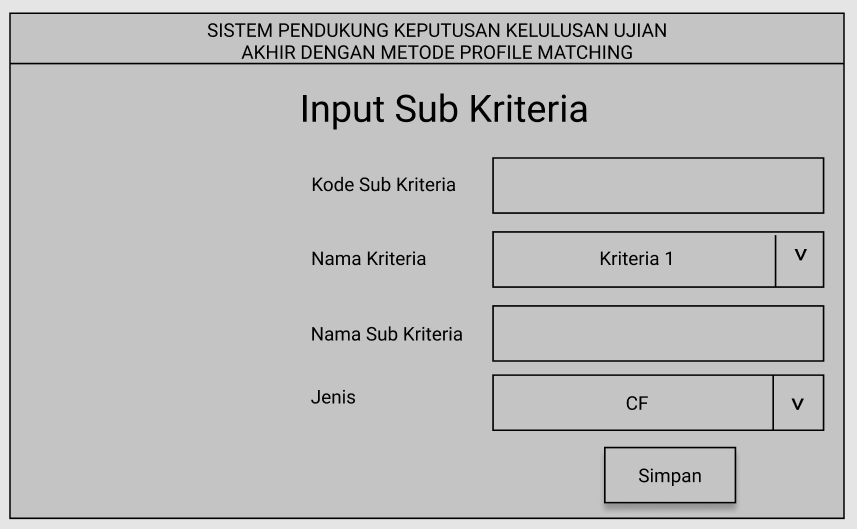 SISTEM PENDUKUNG KEPUTUSAN KELULUSAN UJIAN
AKHIR DENGAN METODE PROFILE MATCHING
Input Sub Kriteria
Kode Sub Kriteria
Nama Kriteria
Kriteria 1
v
Nama Sub Kriteria
Jenis
CF
v
Simpan